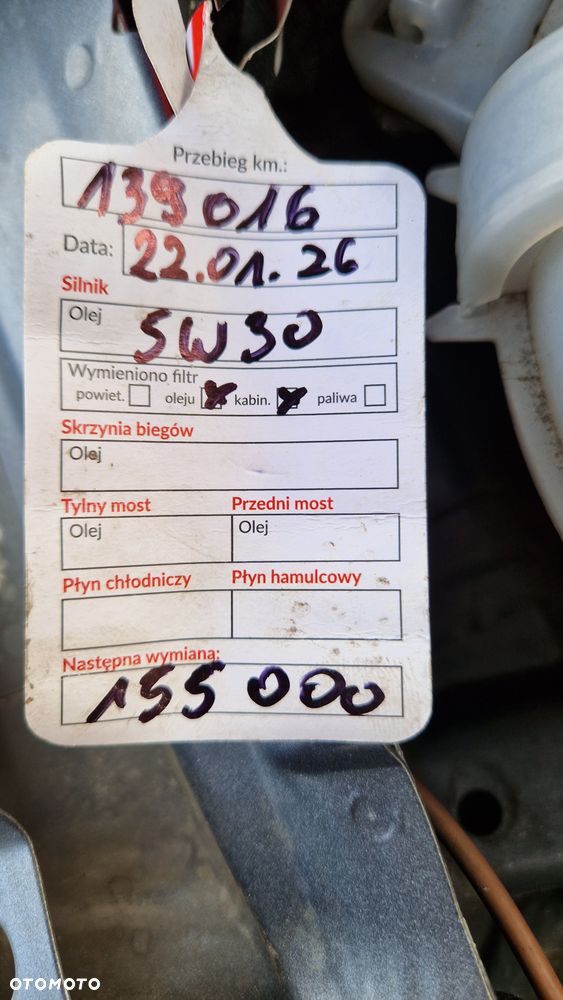 Przebieg km.:
139016
Data: 22.01.26
Silnik
Olej 5W30
Wymieniono filtr
powiet. oleju kabin. paliwa
Skrzynia biegów
Olej
Tylny most Przedni most
Olej Olej
Płyn chłodniczy Płyn hamulcowy
Następna wymiana:
155 000
OTOMOTO